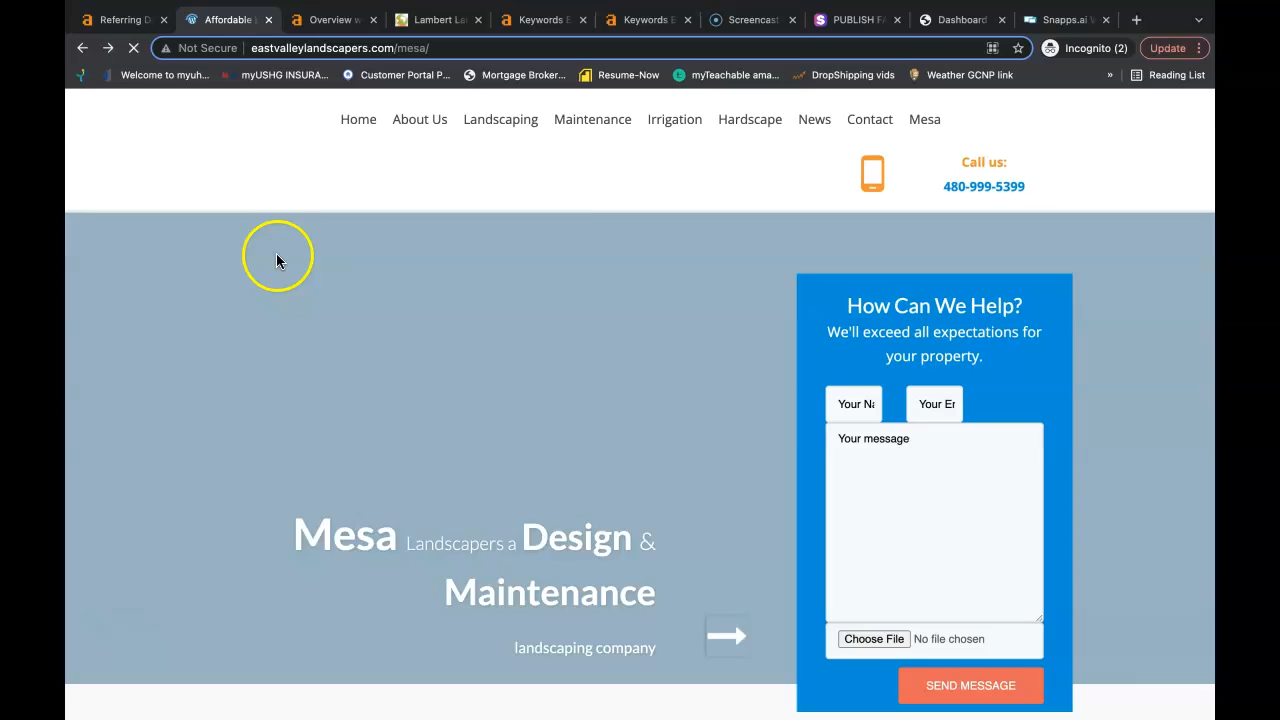 Referring D
Affordable
Overview w
Lambert La
Keywords E
Keywords E
Screencast
PUBLISH FA
Dashboard
Snapps.ai W
Not Secure
eastvalleylandscapers.com/mesa/
Incognito (2)
Update
Welcome to myuh...
myUSHG INSURA...
Customer Portal P...
Mortgage Broker...
Resume-Now
myTeachable ama...
DropShipping vids
Weather GCNP link
»
Reading List
Home About Us Landscaping Maintenance Irrigation Hardscape News Contact Mesa
Call us:
480-999-5399
How Can We Help?
We'll exceed all expectations for
your property.
Your Na
Your Er
Your message
Mesa Landscapers a Design &
Maintenance
landscaping company
Choose File No file chosen
SEND MESSAGE